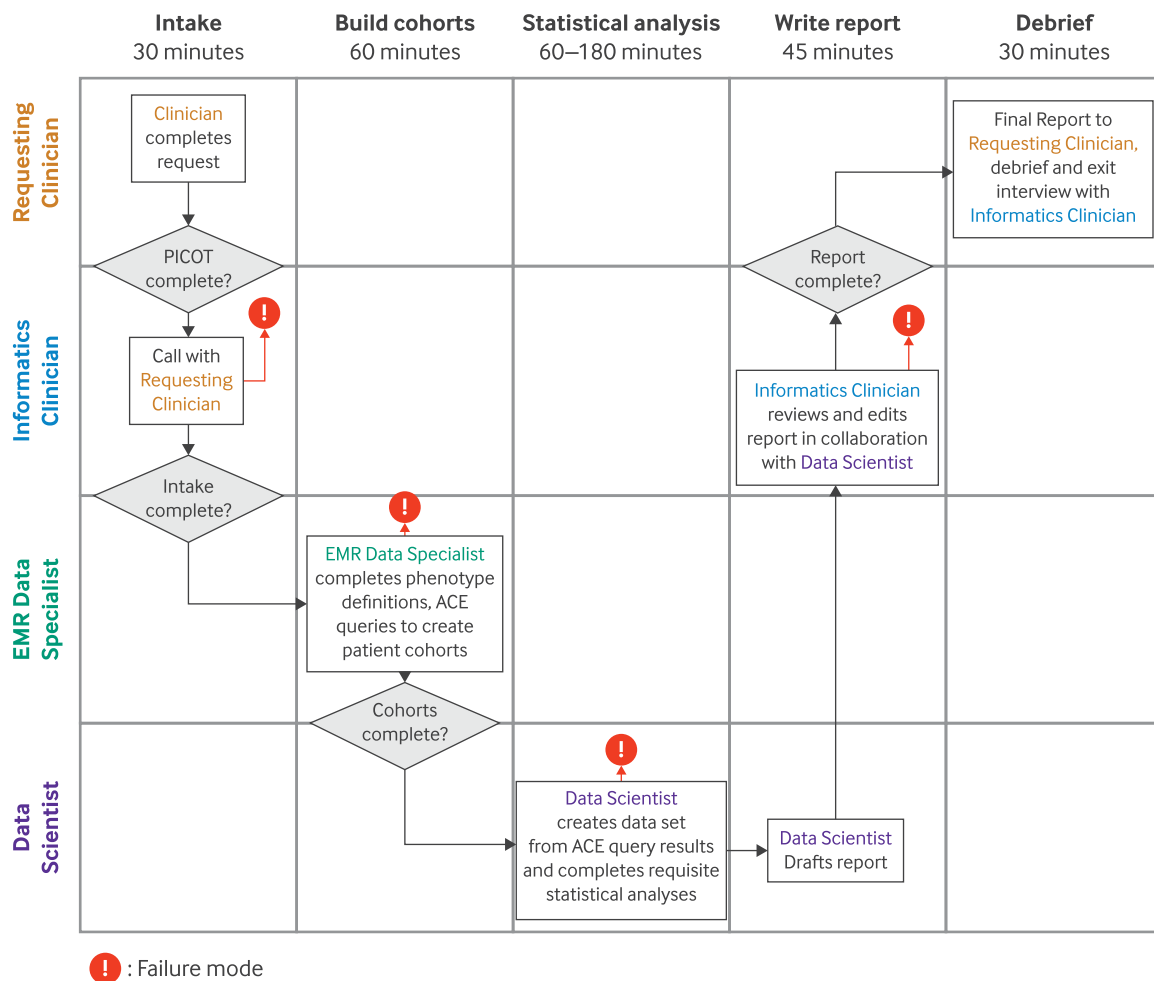 Intake
30 minutes
Build cohorts
60 minutes
Statistical analysis
60–180 minutes
Write report
45 minutes
Debrief
30 minutes
Requesting
Clinician
Clinician
completes
request
PICOT
complete?
Report
complete?
Final Report to
Requesting Clinician,
debrief and exit
interview with
Informatics Clinician
Informatics
Clinician
!
Call with
Requesting
Clinician
Intake
complete?
!
Informatics Clinician
reviews and edits
report in collaboration
with Data Scientist
EMR Data
Specialist
!
EMR Data Specialist
completes phenotype
definitions, ACE
queries to create
patient cohorts
Cohorts
complete?
Data
Scientist
!
Data Scientist
creates data set
from ACE query results
and completes requisite
statistical analyses
Data Scientist
Drafts report
! : Failure mode